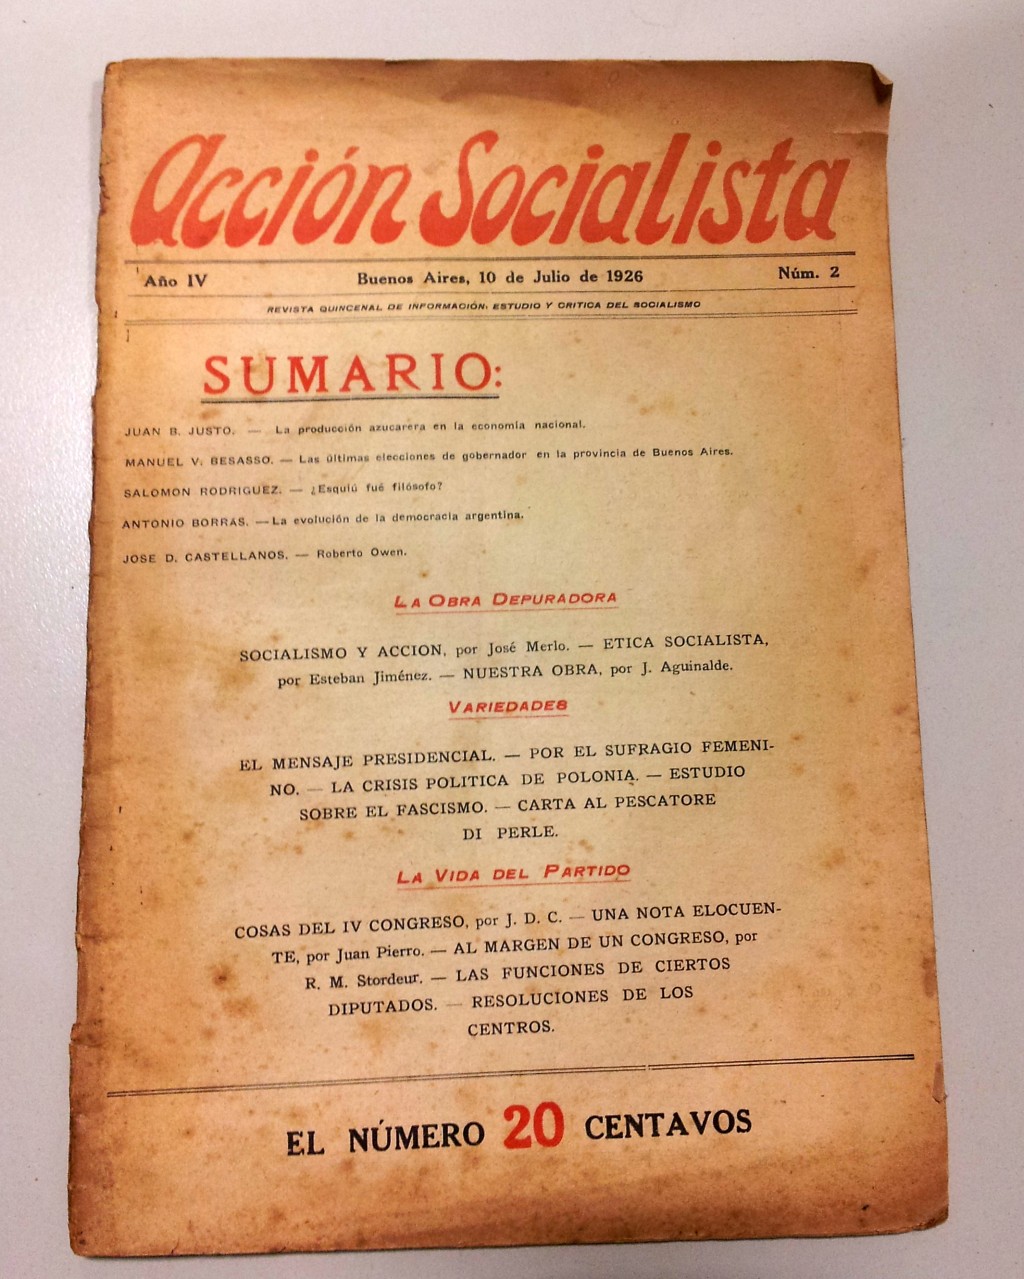 acción Socialista
Año IV Buenos Aires, 10 de Julio de 1926 Núm. 2
REVISTA QUINCENAL DE INFORMACIÓN: ESTUDIO Y CRITICA DEL SOCIALISMO
SUMARIO:
JUAN B. JUSTO. — La producción azucarera en la economía nacional.
MANUEL V. BESASSO. — Las últimas elecciones de gobernador en la provincia de Buenos Aires.
SALOMON RODRIGUEZ. — ¿Esquiú fué filósofo?
ANTONIO BORRAS. — La evolución de la democracia argentina.
JOSE D. CASTELLANOS. — Roberto Owen.
LA OBRA DEPURADORA
SOCIALISMO Y ACCION, por José Merlo. — ETICA SOCIALISTA,
por Esteban Jiménez. — NUESTRA OBRA, por J. Aguinalde.
VARIEDADES
EL MENSAJE PRESIDENCIAL. — POR EL SUFRAGIO FEMENI-
NO. — LA CRISIS POLITICA DE POLONIA. — ESTUDIO
SOBRE EL FASCISMO. — CARTA AL PESCATORE
DI PERLE.
LA VIDA DEL PARTIDO
COSAS DEL IV CONGRESO, por J. D. C. — UNA NOTA ELOCUEN-
TE, por Juan Pierro. — AL MARGEN DE UN CONGRESO, por
R. M. Stordeur. — LAS FUNCIONES DE CIERTOS
DIPUTADOS. — RESOLUCIONES DE LOS
CENTROS.
EL NÚMERO 20 CENTAVOS